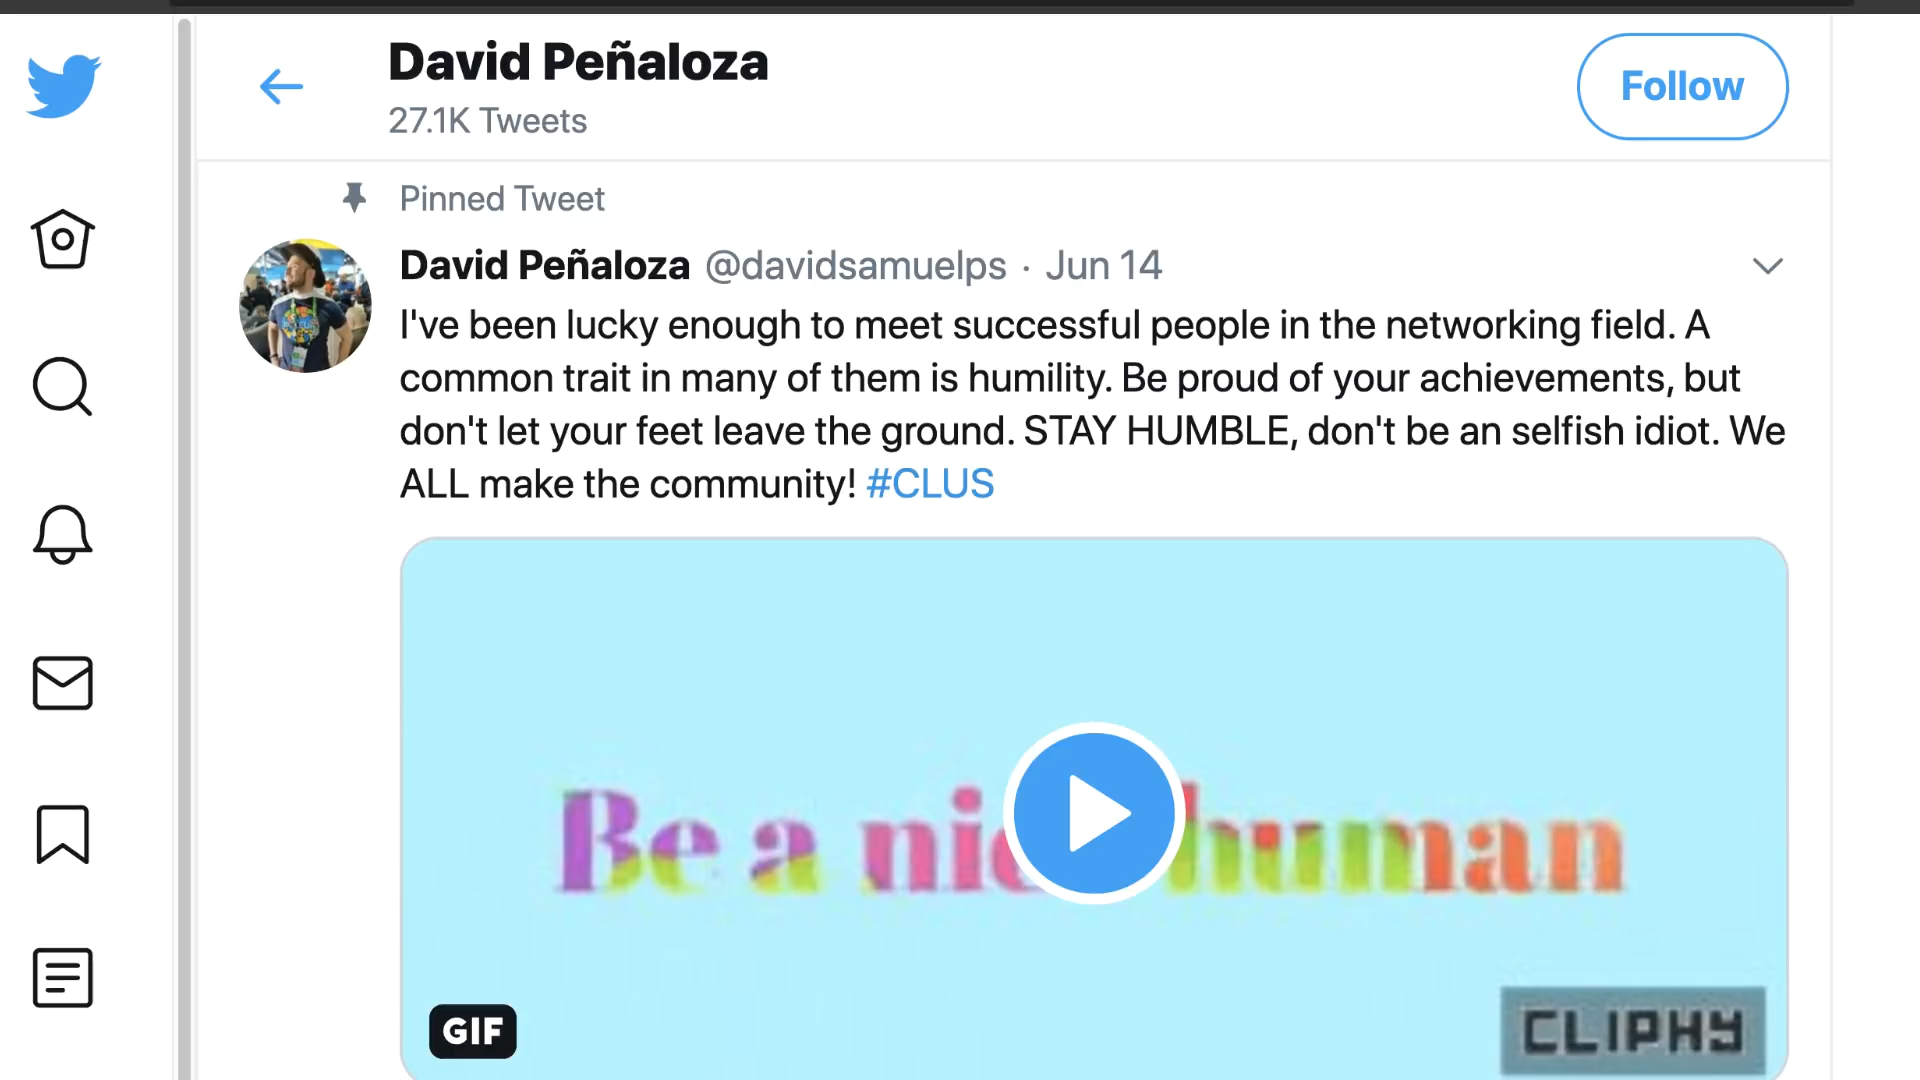 David Peñaloza
27.1K Tweets
Follow
Pinned Tweet
David Peñaloza @davidsamuelps · Jun 14
I've been lucky enough to meet successful people in the networking field. A
common trait in many of them is humility. Be proud of your achievements, but
don't let your feet leave the ground. STAY HUMBLE, don't be an selfish idiot. We
ALL make the community! #CLUS
Be a human
GIF
CLIPHY